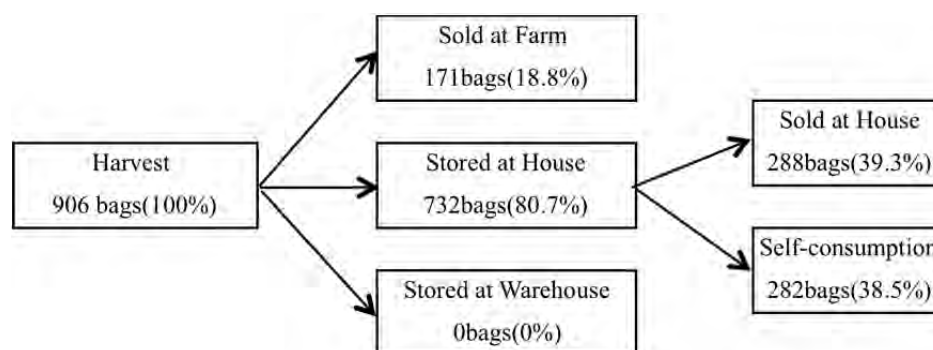 Sold at Farm
171bags(18.8%)
Harvest
906 bags(100%)
Stored at House
732bags(80.7%)
Stored at Warehouse
0bags(0%)
Sold at House
288bags(39.3%)
Self-consumption
282bags(38.5%)